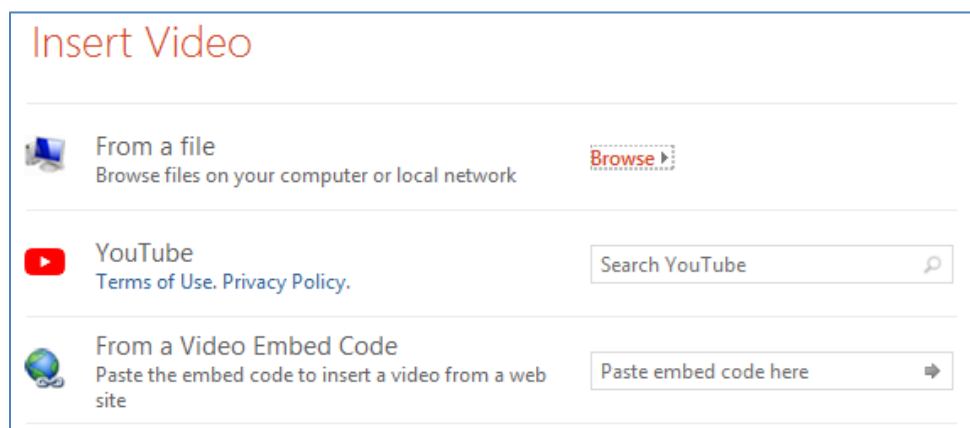 Insert Video
From a file
Browse files on your computer or local network
Browse
YouTube
Terms of Use. Privacy Policy.
Search YouTube
From a Video Embed Code
Paste the embed code to insert a video from a web
site
Paste embed code here